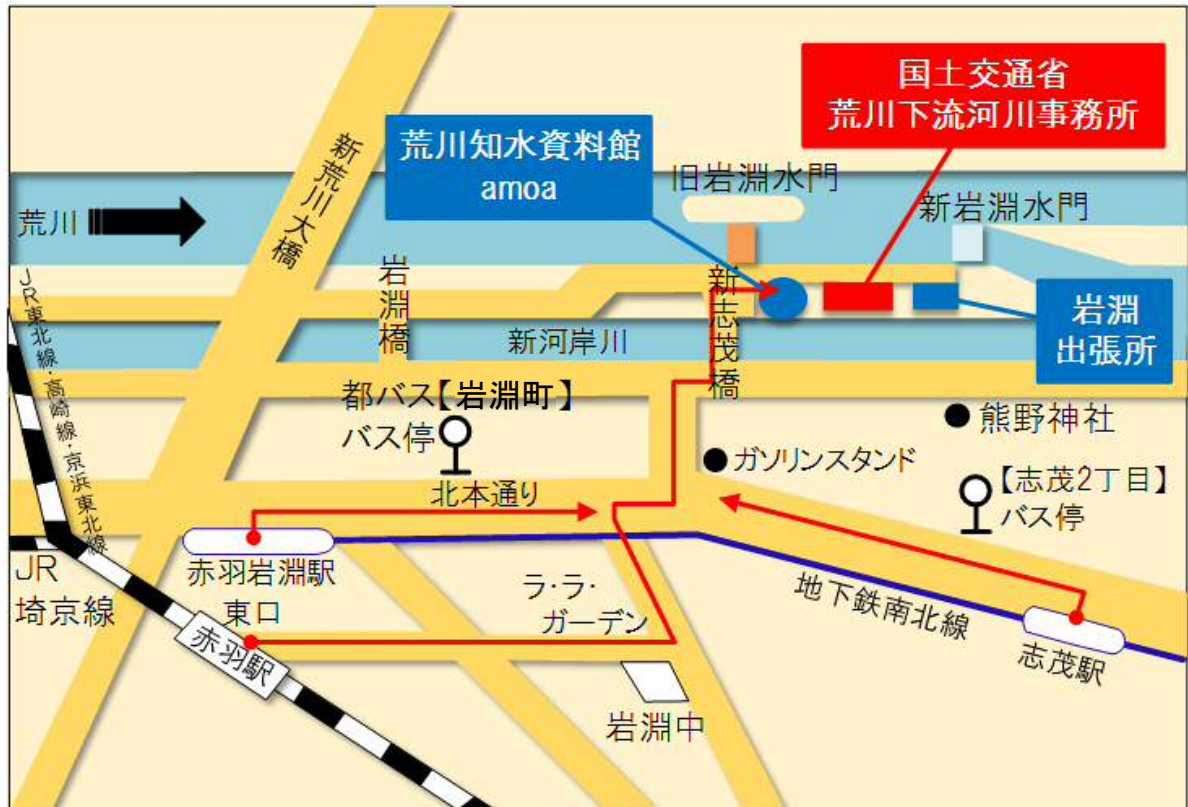 国土交通省
荒川下流河川事務所
荒川知水資料館
amoa
新荒川大橋
旧岩淵水門
新岩淵水門
荒川
岩淵橋
新志茂橋
岩淵
出張所
新河岸川
JR東北線・高崎線・京浜東北線
都バス【岩淵町】
バス停
熊野神社
ガソリンスタンド
【志茂2丁目】
バス停
北本通り
JR
埼京線
赤羽岩淵駅
東口
赤羽駅
ラ・ラ・
ガーデン
地下鉄南北線
志茂駅
岩淵中